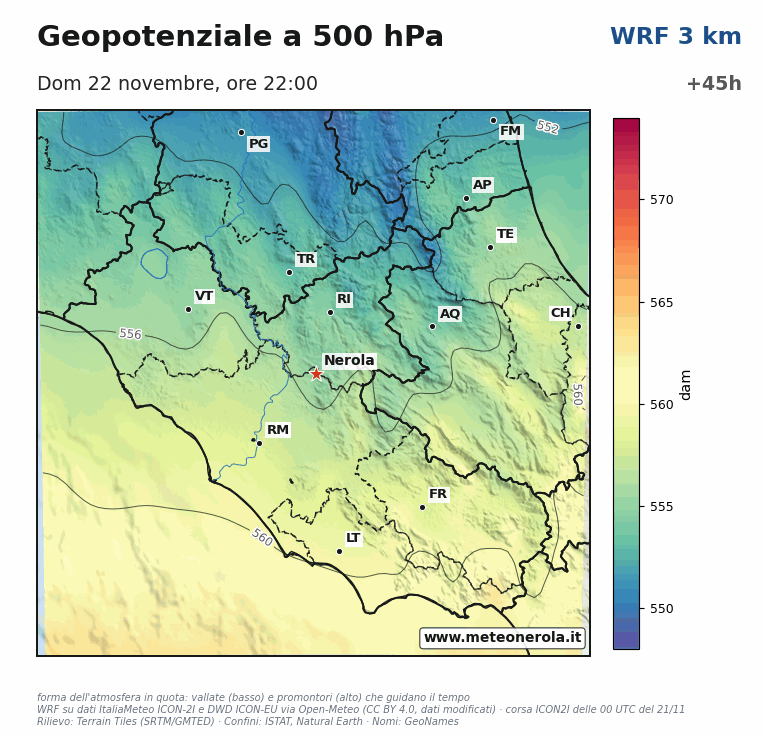 Geopotenziale a 500 hPa
WRF 3 km
Dom 22 novembre, ore 22:00
+45h
552
FM
PG
AP
TE
TR
VT
RI
AQ
CH
556
Nerola
560
RM
FR
560
LT
www.meteonerola.it
570
565
560
555
550
dam
forma dell'atmosfera in quota: vallate (basso) e promontori (alto) che guidano il tempo
WRF su dati ItaliaMeteo ICON-2I e DWD ICON-EU via Open-Meteo (CC BY 4.0, dati modificati) · corsa ICON2I delle 00 UTC del 21/11
Rilievo: Terrain Tiles (SRTM/GMTED) · Confini: ISTAT, Natural Earth · Nomi: GeoNames